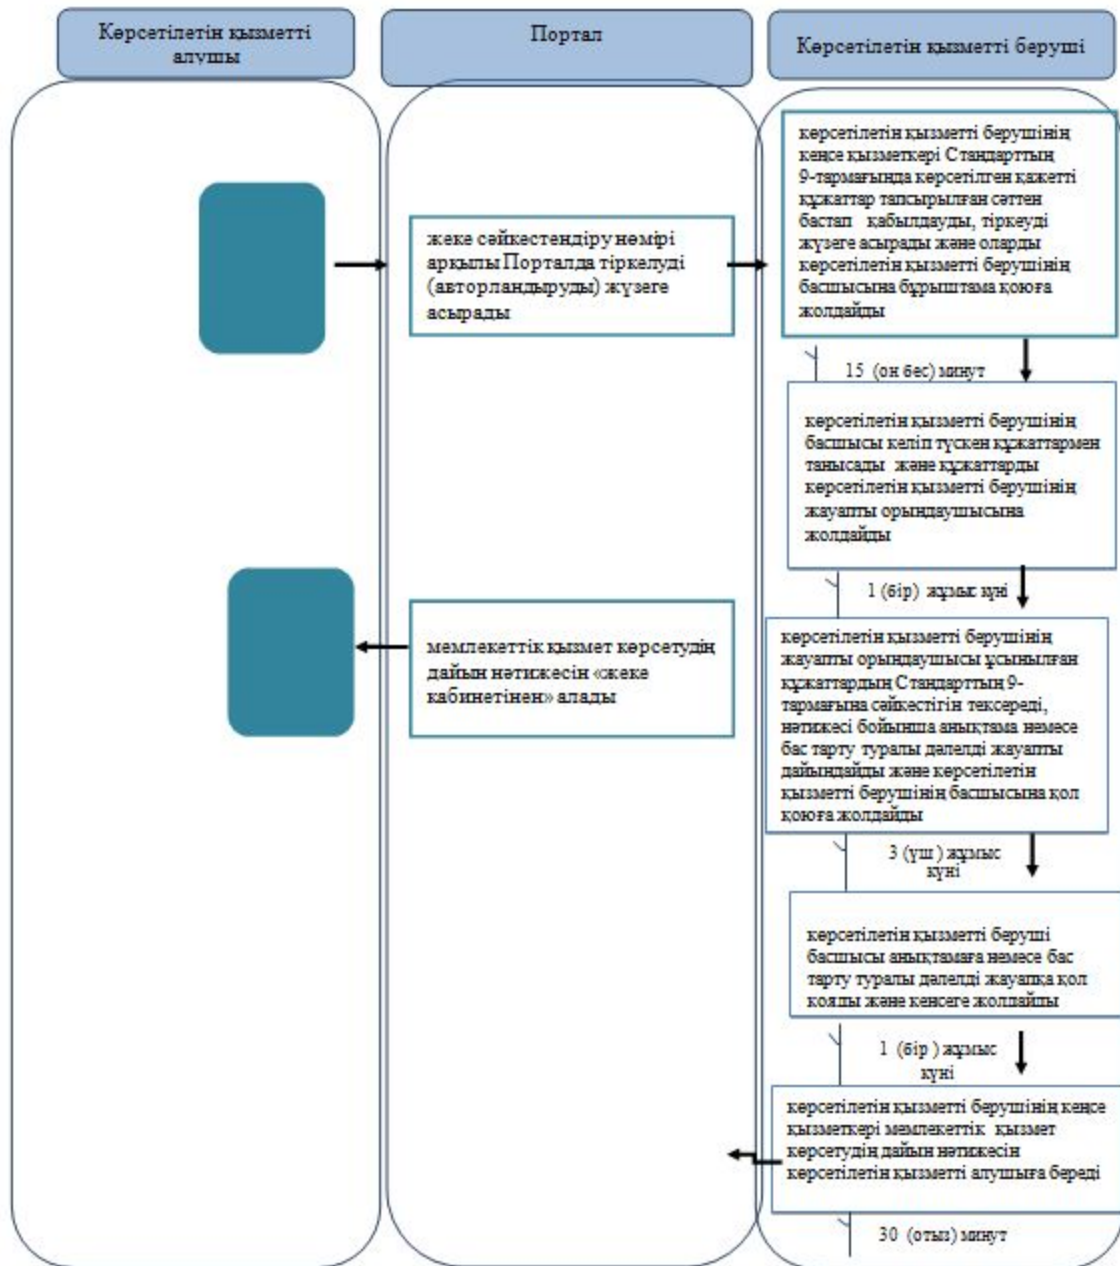 Көрсетілетін қызметті
алушы
Портал
Көрсетілетін қызметті беруші
жеке сәйкестендіру нөмірі
арқылы Порталда тіркелуді
(авторландыруды) жүзеге
асырады
көрсетілетін қызметті берушінің
кеңсе қызметкері Стандарттың
9-тармағында көрсетілген қажетті
құжаттар тапсырылған сәттен
бастап қабылдауды, тіркеуді
жүзеге асырады және оларды
көрсетілетін қызметті берушінің
басшысына бұрыштама қоюға
жолдайды
15 (он бес) минут
көрсетілетін қызметті берушінің
басшысы келіп түскен құжаттармен
танысады және құжаттарды
көрсетілетін қызметті берушінің
жауапты орындаушысына
жолдайды
1 (бір) жұмыс күні
мемлекеттік қызмет көрсетудің
дайын нәтижесін «жеке
кабинетінен» алады
көрсетілетін қызметті берушінің
жауапты орындаушысы ұсынылған
құжаттардың Стандарттың 9-
тармағына сәйкестігін тексереді,
нәтижесі бойынша анықтама немесе
бас тарту туралы дәлелді жауапты
дайындайды және көрсетілетін
қызметті берушінің басшысына қол
қоюға жолдайды
3 (үш ) жұмыс
күні
көрсетілетін қызметті беруші
басшысы анықтамаға немесе бас
тарту туралы дәлелді жауапқа қол
қояды және кеңсеге жолдайды
1 (бір ) жұмыс
күні
көрсетілетін қызметті берушінің кеңсе
қызметкері мемлекеттік қызмет
көрсетудің дайын нәтижесін
көрсетілетін қызметті алушыға береді
30 (отыз) минут